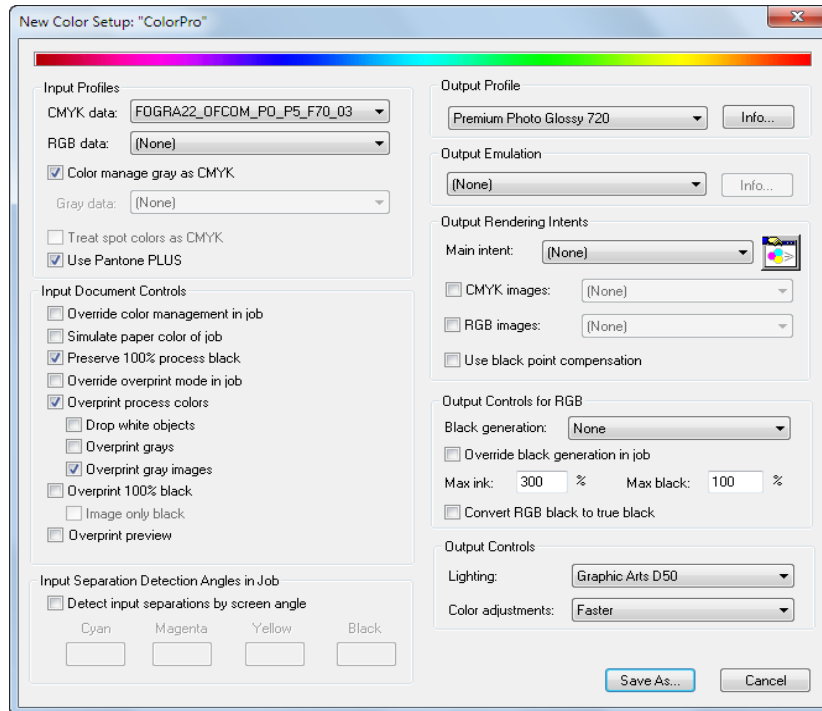 New Color Setup: "ColorPro"
Input Profiles
CMYK data: FOGRA22_OFCOM_PO_P5_F70_03
RGB data: (None)
Color manage gray as CMYK
Gray data: (None)
Treat spot colors as CMYK
Use Pantone PLUS
Input Document Controls
Override color management in job
Simulate paper color of job
Preserve 100% process black
Override overprint mode in job
Overprint process colors
Drop white objects
Overprint grays
Overprint gray images
Overprint 100% black
Image only black
Overprint preview
Input Separation Detection Angles in Job
Detect input separations by screen angle
Cyan Magenta Yellow Black
Output Profile
Premium Photo Glossy 720 Info...
Output Emulation
(None) Info...
Output Rendering Intents
Main intent: (None)
CMYK images: (None)
RGB images: (None)
Use black point compensation
Output Controls for RGB
Black generation: None
Override black generation in job
Max ink: 300 % Max black: 100 %
Convert RGB black to true black
Output Controls
Lighting: Graphic Arts D50
Color adjustments: Faster
Save As... Cancel